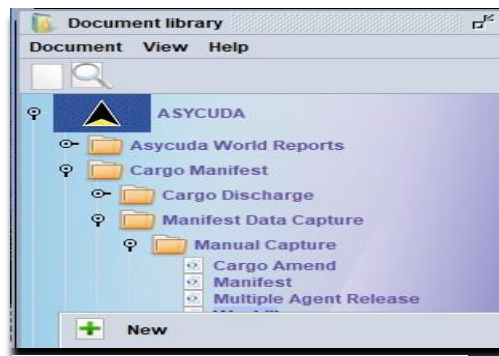 Document library
Document View Help
ASYCUDA
Asycuda World Reports
Cargo Manifest
Cargo Discharge
Manifest Data Capture
Manual Capture
Cargo Amend
Manifest
Multiple Agent Release
New